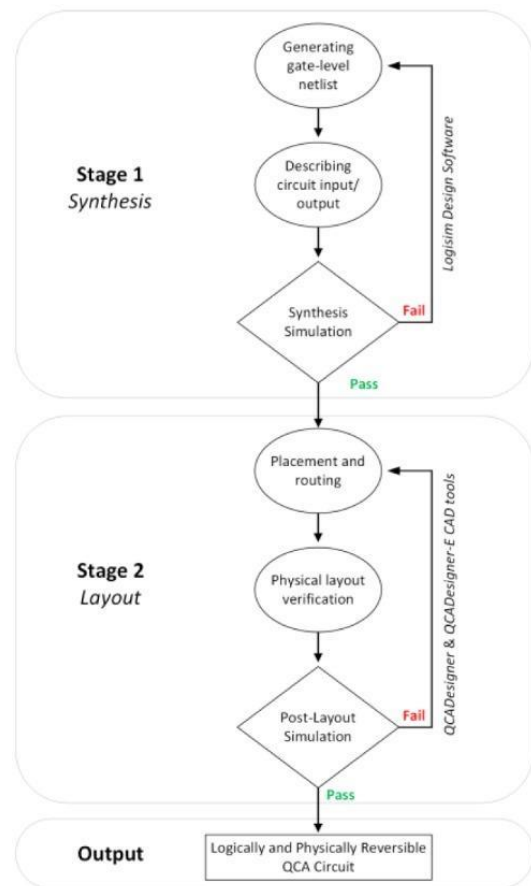 Generating
gate-level
netlist
Stage 1
Synthesis
Describing
circuit input/
output
Logisim Design Software
Synthesis
Simulation
Fail
Pass
Placement and
routing
Stage 2
Layout
Physical layout
verification
QCADesigner & QCADesigner-E CAD tools
Post-Layout
Simulation
Fail
Pass
Output
Logically and Physically Reversible
QCA Circuit